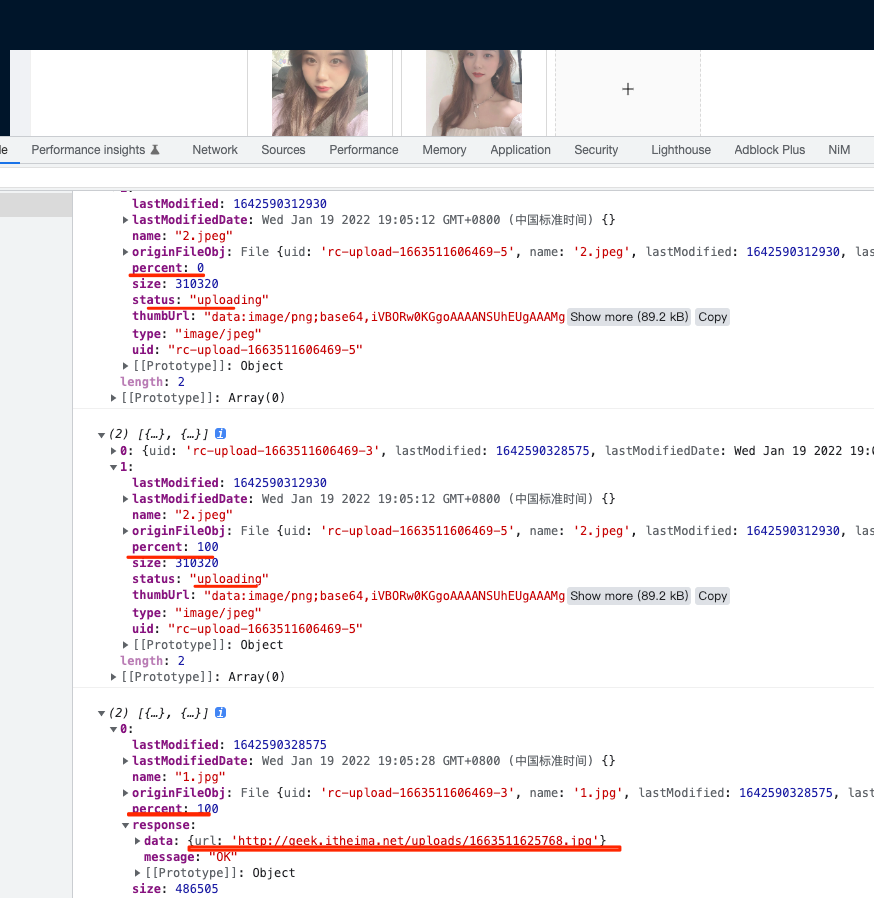 +
Performance insights Network Sources Performance Memory Application Security Lighthouse Adblock Plus NiM
lastModified: 1642590312930
lastModifiedDate: Wed Jan 19 2022 19:05:12 GMT+0800 (中国标准时间) {}
name: "2.jpeg"
originFileObj: File {uid: 'rc-upload-1663511606469-5', name: '2.jpeg', lastModified: 1642590312930, las
percent: 0
size: 310320
status: "uploading"
thumbUrl: "data:image/png;base64,iVBORw0KGgoAAAANSUhEUgAAAMg Show more (89.2 kB) Copy
type: "image/jpeg"
uid: "rc-upload-1663511606469-5"
[[Prototype]]: Object
length: 2
[[Prototype]]: Array(0)
(2) [{…}, {…}] i
0: {uid: 'rc-upload-1663511606469-3', lastModified: 1642590328575, lastModifiedDate: Wed Jan 19 2022 19:0
1:
lastModified: 1642590312930
lastModifiedDate: Wed Jan 19 2022 19:05:12 GMT+0800 (中国标准时间) {}
name: "2.jpeg"
originFileObj: File {uid: 'rc-upload-1663511606469-5', name: '2.jpeg', lastModified: 1642590312930, las
percent: 100
size: 310320
status: "uploading"
thumbUrl: "data:image/png;base64,iVBORw0KGgoAAAANSUhEUgAAAMg Show more (89.2 kB) Copy
type: "image/jpeg"
uid: "rc-upload-1663511606469-5"
[[Prototype]]: Object
length: 2
[[Prototype]]: Array(0)
(2) [{…}, {…}] i
0:
lastModified: 1642590328575
lastModifiedDate: Wed Jan 19 2022 19:05:28 GMT+0800 (中国标准时间) {}
name: "1.jpg"
originFileObj: File {uid: 'rc-upload-1663511606469-3', name: '1.jpg', lastModified: 1642590328575, last
percent: 100
response:
data: {url: 'http://geek.itheima.net/uploads/1663511625768.jpg'}
message: "OK"
[[Prototype]]: Object
size: 486505